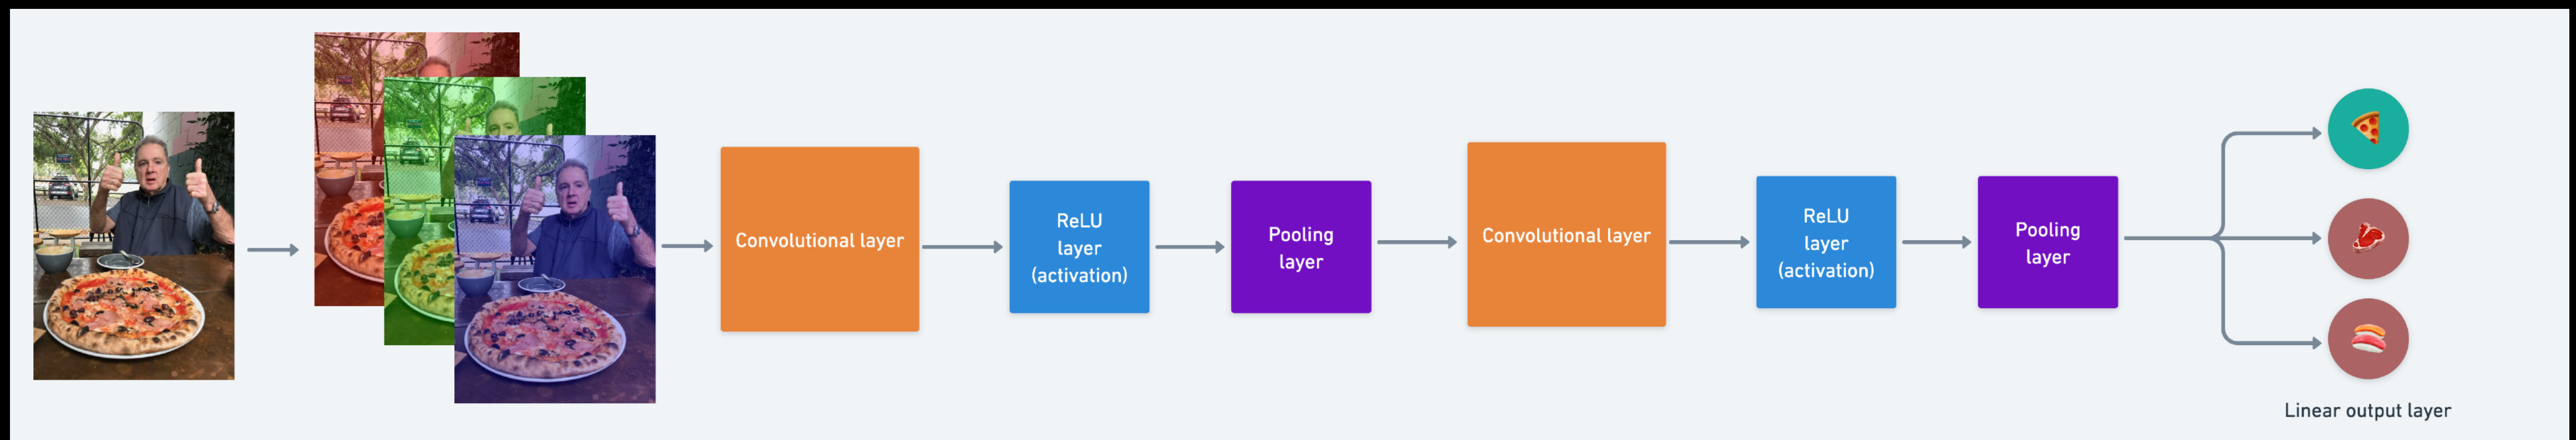 Convolutional layer
ReLU
layer
(activation)
Pooling
layer
Convolutional layer
ReLU
layer
(activation)
Pooling
layer
Linear output layer